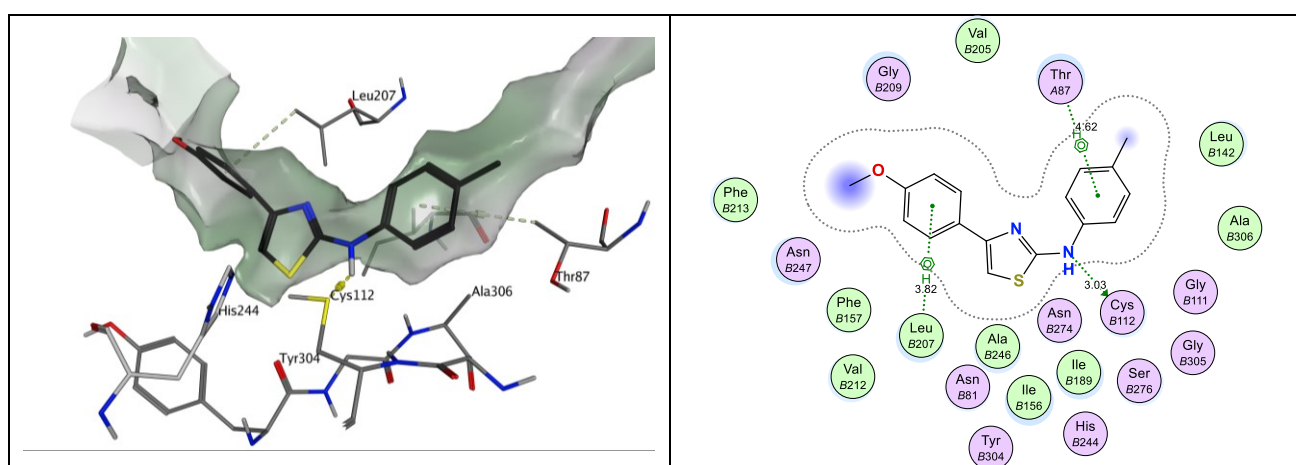 Leu207
Thr87
Cys112
His244
Ala306
Tyr304
Val
B205
Gly
B209
Thr
A87
4.62
H
Leu
B142
O
Phe
B213
Ala
B306
Asn
B247
N
N
H
S
H
3.82
3.03
Gly
B111
Phe
B157
Leu
B207
Asn
B274
Cys
B112
Ala
B246
Gly
B305
Val
B212
Ile
B189
Asn
B81
Ile
B156
Ser
B276
His
B244
Tyr
B304